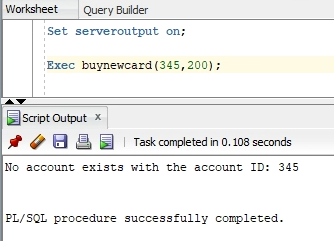 Worksheet Query Builder
Set serveroutput on;
Exec buynewcard(345,200);
Script Output x
Task completed in 0.108 seconds
No account exists with the account ID: 345
PL/SQL procedure successfully completed.